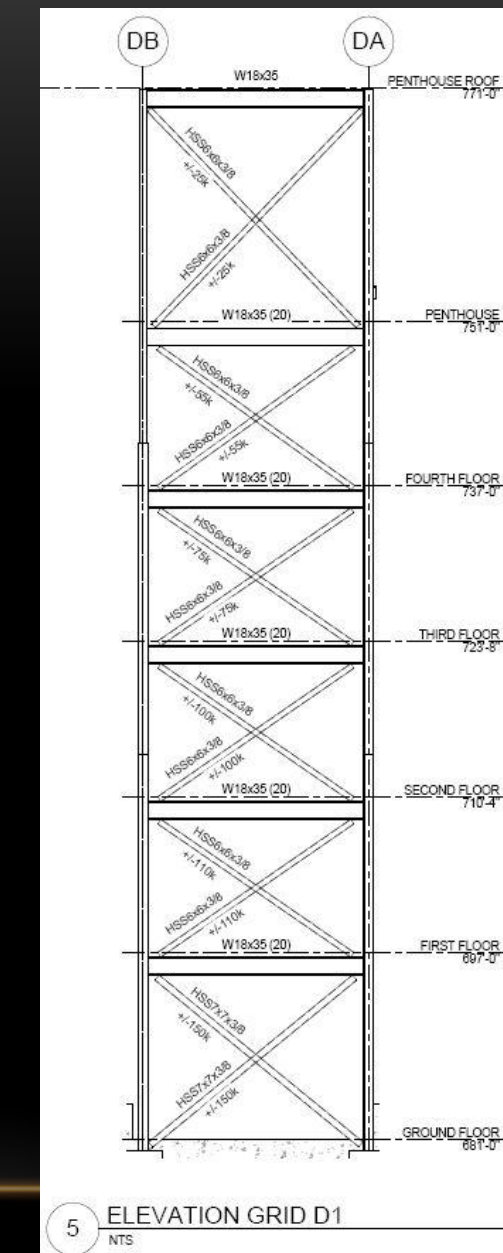 DB
DA
W18x35
PENTHOUSE ROOF
771'-0"
HSS6x6x3/8
+/-25k
HSS6x6x3/8
+/-25k
W18x35 (20)
PENTHOUSE
751'-0"
HSS6x6x3/8
+/-55k
HSS6x6x3/8
+/-55k
W18x35 (20)
FOURTH FLOOR
737'-0"
HSS6x6x3/8
+/-75k
HSS6x6x3/8
+/-75k
W18x35 (20)
THIRD FLOOR
723'-8"
HSS6x6x3/8
+/-100k
HSS6x6x3/8
+/-100k
W18x35 (20)
SECOND FLOOR
710'-4"
HSS6x6x3/8
+/-110k
HSS6x6x3/8
+/-110k
W18x35 (20)
FIRST FLOOR
697'-0"
HSS7x7x3/8
+/-150k
HSS7x7x3/8
+/-150k
GROUND FLOOR
681'-0"
5 ELEVATION GRID D1
NTS